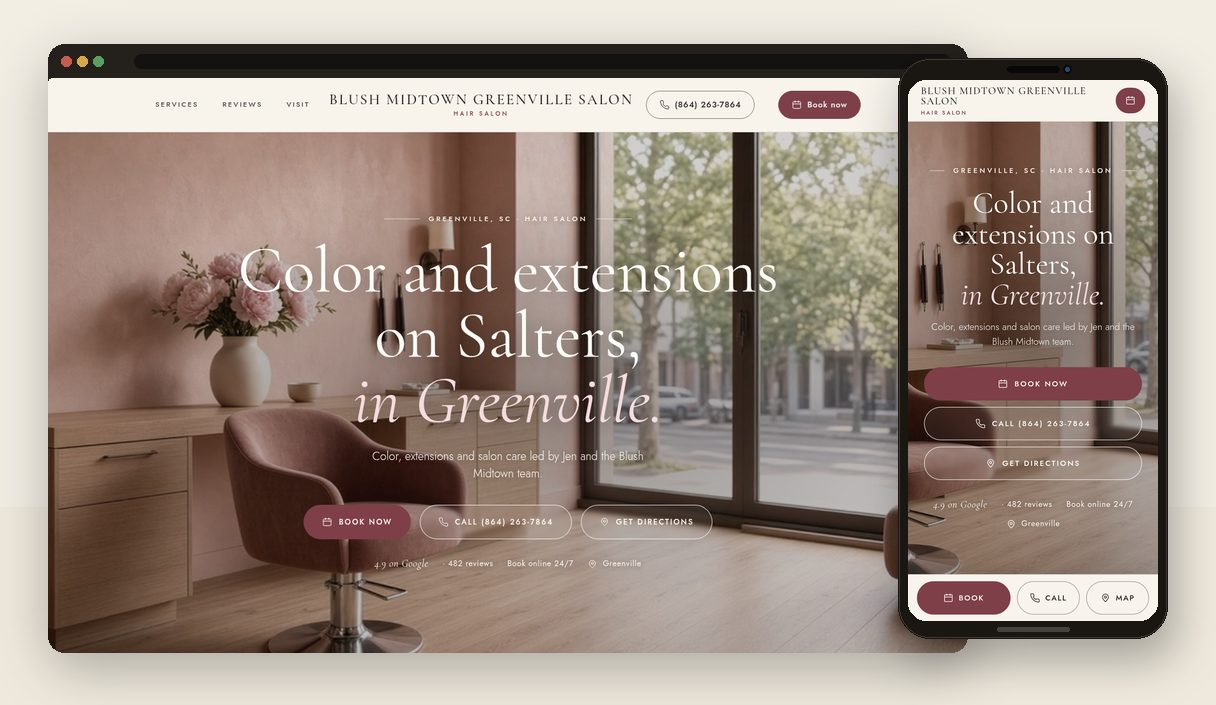 SERVICES REVIEWS VISIT
BLUSH MIDTOWN GREENVILLE SALON
HAIR SALON
(864) 263-7864
Book now
GREENVILLE, SC · HAIR SALON
Color and extensions
on Salters,
in Greenville.
Color, extensions and salon care led by Jen and the Blush
Midtown team.
BOOK NOW
CALL (864) 263-7864
GET DIRECTIONS
4.9 on Google · 482 reviews Book online 24/7 Greenville
BLUSH MIDTOWN GREENVILLE
SALON
HAIR SALON
GREENVILLE, SC · HAIR SALON
Color and
extensions on
Salters,
in Greenville.
Color, extensions and salon care led by Jen and the
Blush Midtown team.
BOOK NOW
CALL (864) 263-7864
GET DIRECTIONS
4.9 on Google · 482 reviews Book online 24/7
Greenville
BOOK CALL MAP